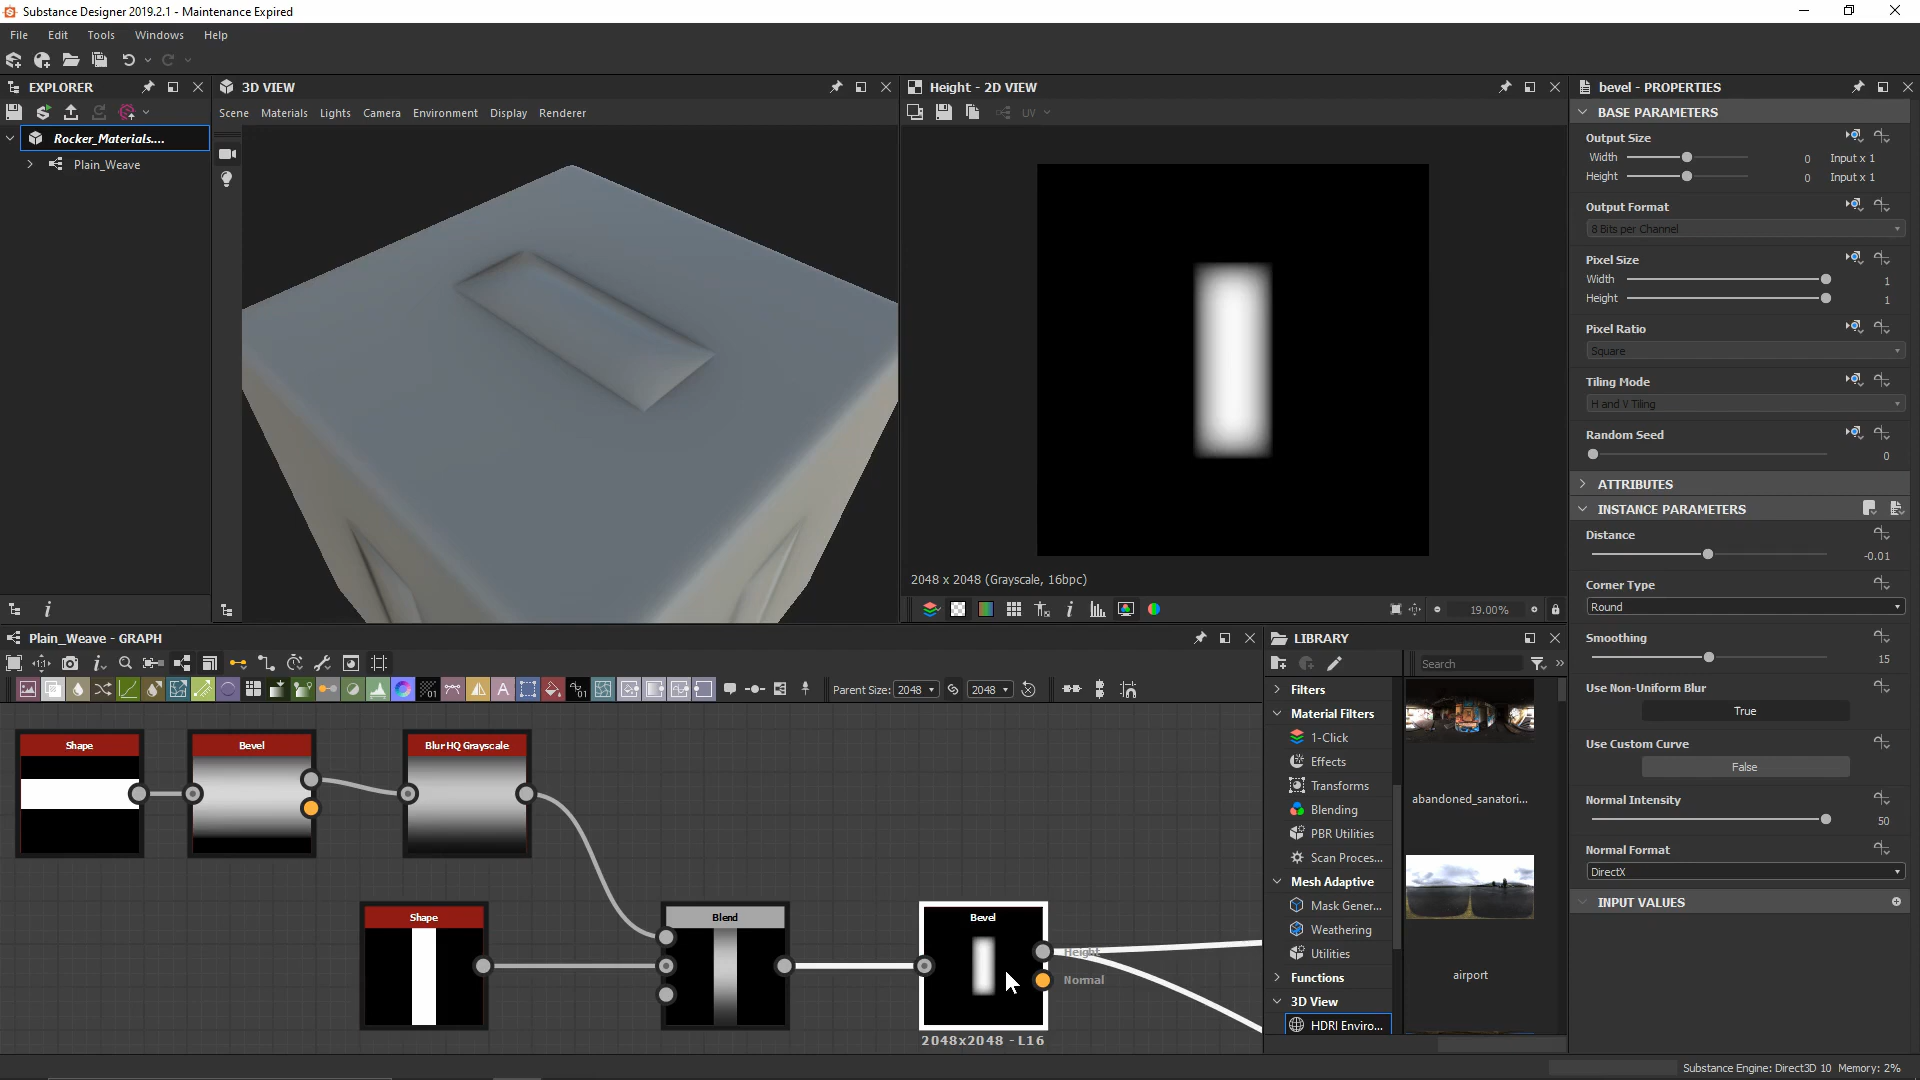 Substance Designer 2019.2.1 - Maintenance Expired
File Edit Tools Windows Help
EXPLORER
Rocker_Materials....
Plain_Weave
3D VIEW
Scene Materials Lights Camera Environment Display Renderer
Height - 2D VIEW
UV
2048 x 2048 (Grayscale, 16bpc)
19.00%
bevel - PROPERTIES
BASE PARAMETERS
Output Size
Width 0 Input x 1
Height 0 Input x 1
Output Format
8 Bits per Channel
Pixel Size
Width 1
Height 1
Pixel Ratio
Square
Tiling Mode
H and V Tiling
Random Seed
0
ATTRIBUTES
INSTANCE PARAMETERS
Distance
-0.01
Corner Type
Round
Smoothing
15
Use Non-Uniform Blur
True
Use Custom Curve
False
Normal Intensity
50
Normal Format
DirectX
INPUT VALUES
Plain_Weave - GRAPH
Parent Size: 2048 2048
Shape
Bevel
Blur HQ Grayscale
Shape
Blend
Bevel
Height
Normal
2048x2048 - L16
LIBRARY
Search
Filters
Material Filters
1-Click
Effects
Transforms
Blending
PBR Utilities
Scan Proces...
Mesh Adaptive
Mask Gener...
Weathering
Utilities
Functions
3D View
HDRI Enviro...
abandoned_sanatori...
airport
Substance Engine: Direct3D 10 Memory: 2%